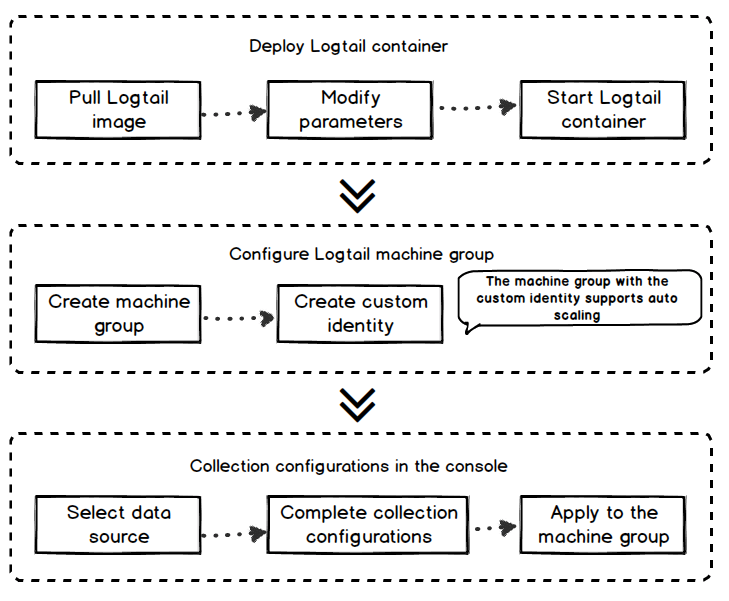 Deploy Logtail container
Pull Logtail
image
Modify
parameters
Start Logtail
container
Configure Logtail machine group
Create machine
group
Create custom
identity
The machine group with the
custom identity supports auto
scaling
Collection configurations in the console
Select data
source
Complete collection
configurations
Apply to the
machine group